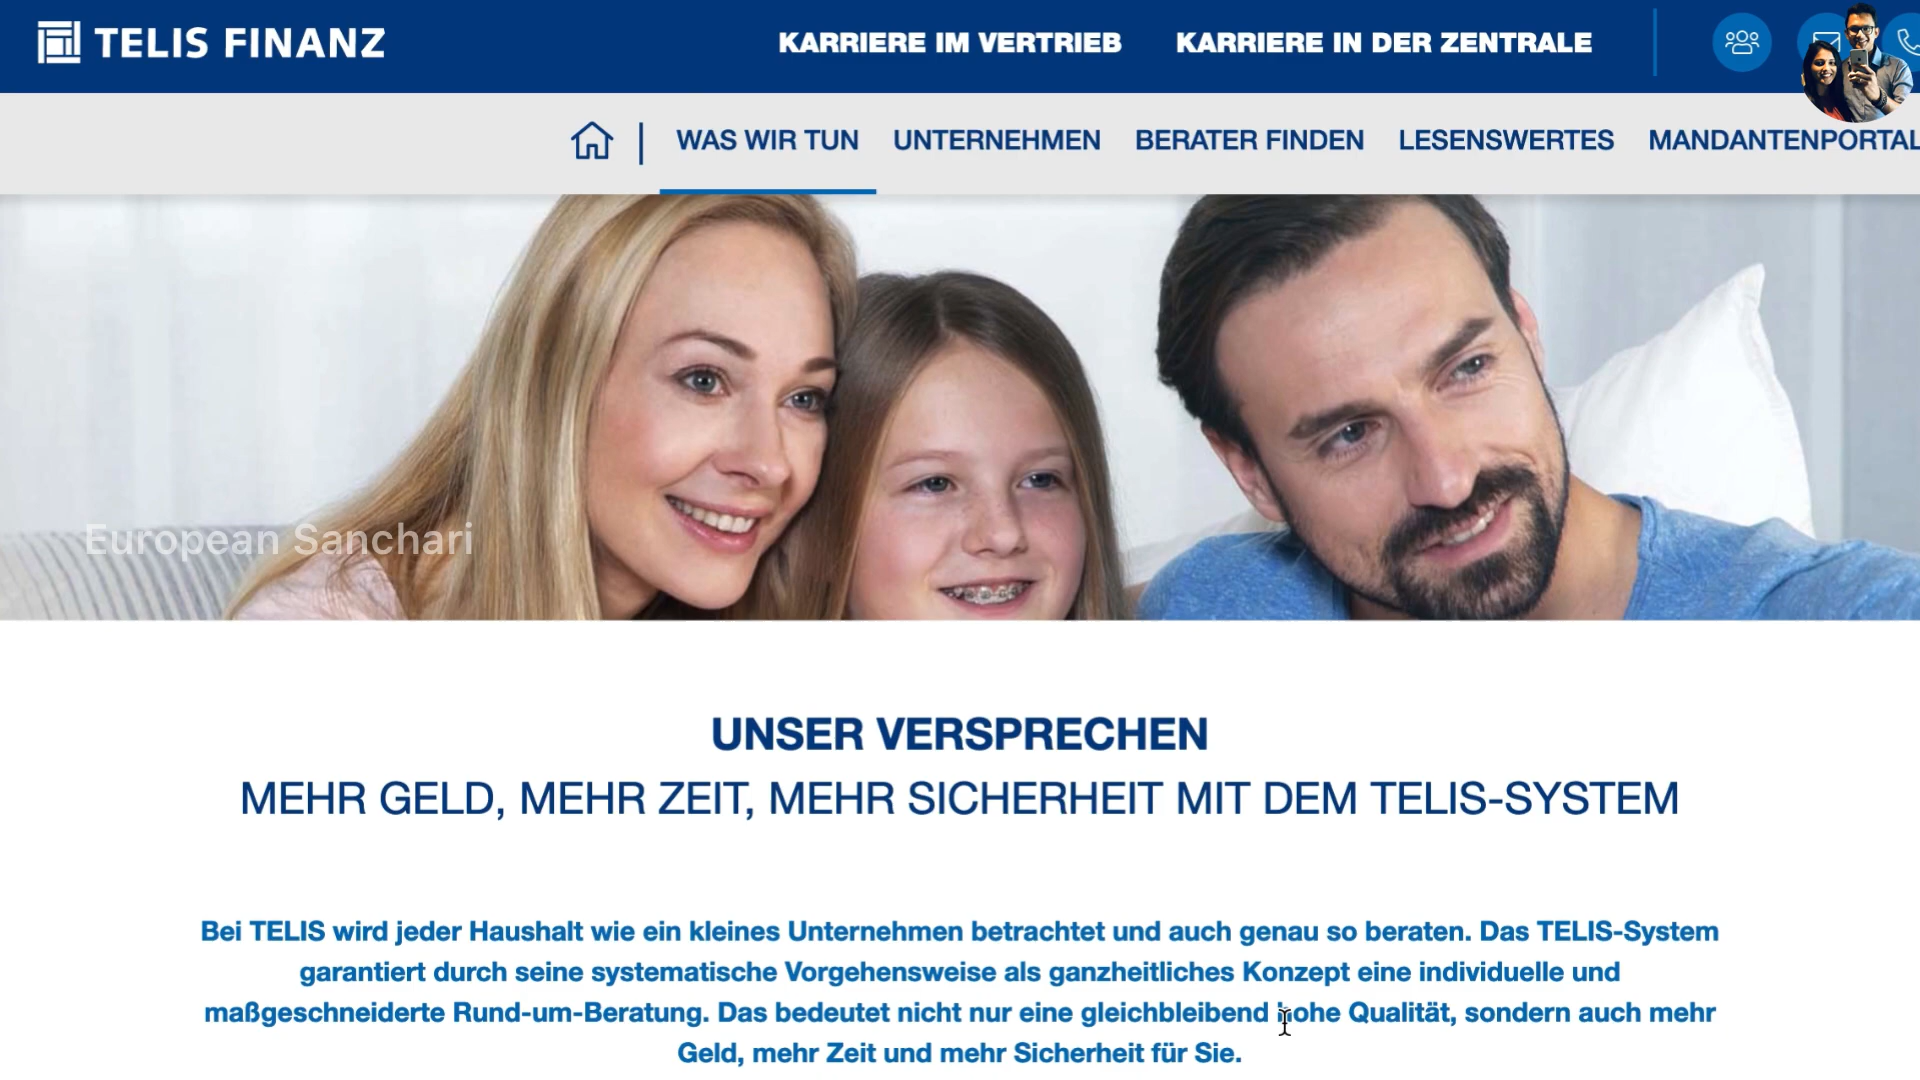 TELIS FINANZ
KARRIERE IM VERTRIEB KARRIERE IN DER ZENTRALE
WAS WIR TUN UNTERNEHMEN BERATER FINDEN LESENSWERTES MANDANTENPORTAL
European Sanchari
UNSER VERSPRECHEN
MEHR GELD, MEHR ZEIT, MEHR SICHERHEIT MIT DEM TELIS-SYSTEM
Bei TELIS wird jeder Haushalt wie ein kleines Unternehmen betrachtet und auch genau so beraten. Das TELIS-System
garantiert durch seine systematische Vorgehensweise als ganzheitliches Konzept eine individuelle und
maßgeschneiderte Rund-um-Beratung. Das bedeutet nicht nur eine gleichbleibend hohe Qualität, sondern auch mehr
Geld, mehr Zeit und mehr Sicherheit für Sie.